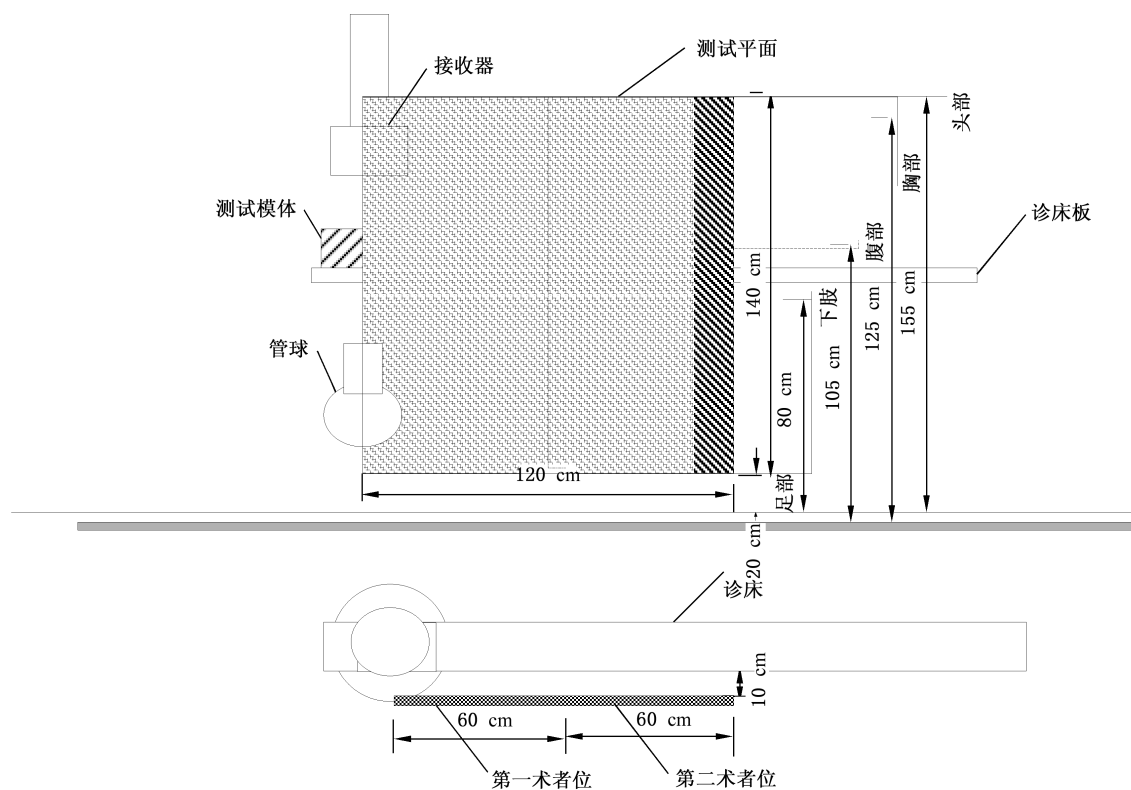 测试平面
接收器
头部
胸部
测试模体
诊床板
腹部
140 cm
下肢
125 cm
155 cm
管球
105 cm
80 cm
120 cm
足部
20 cm
诊床
10 cm
60 cm
60 cm
第一术者位
第二术者位